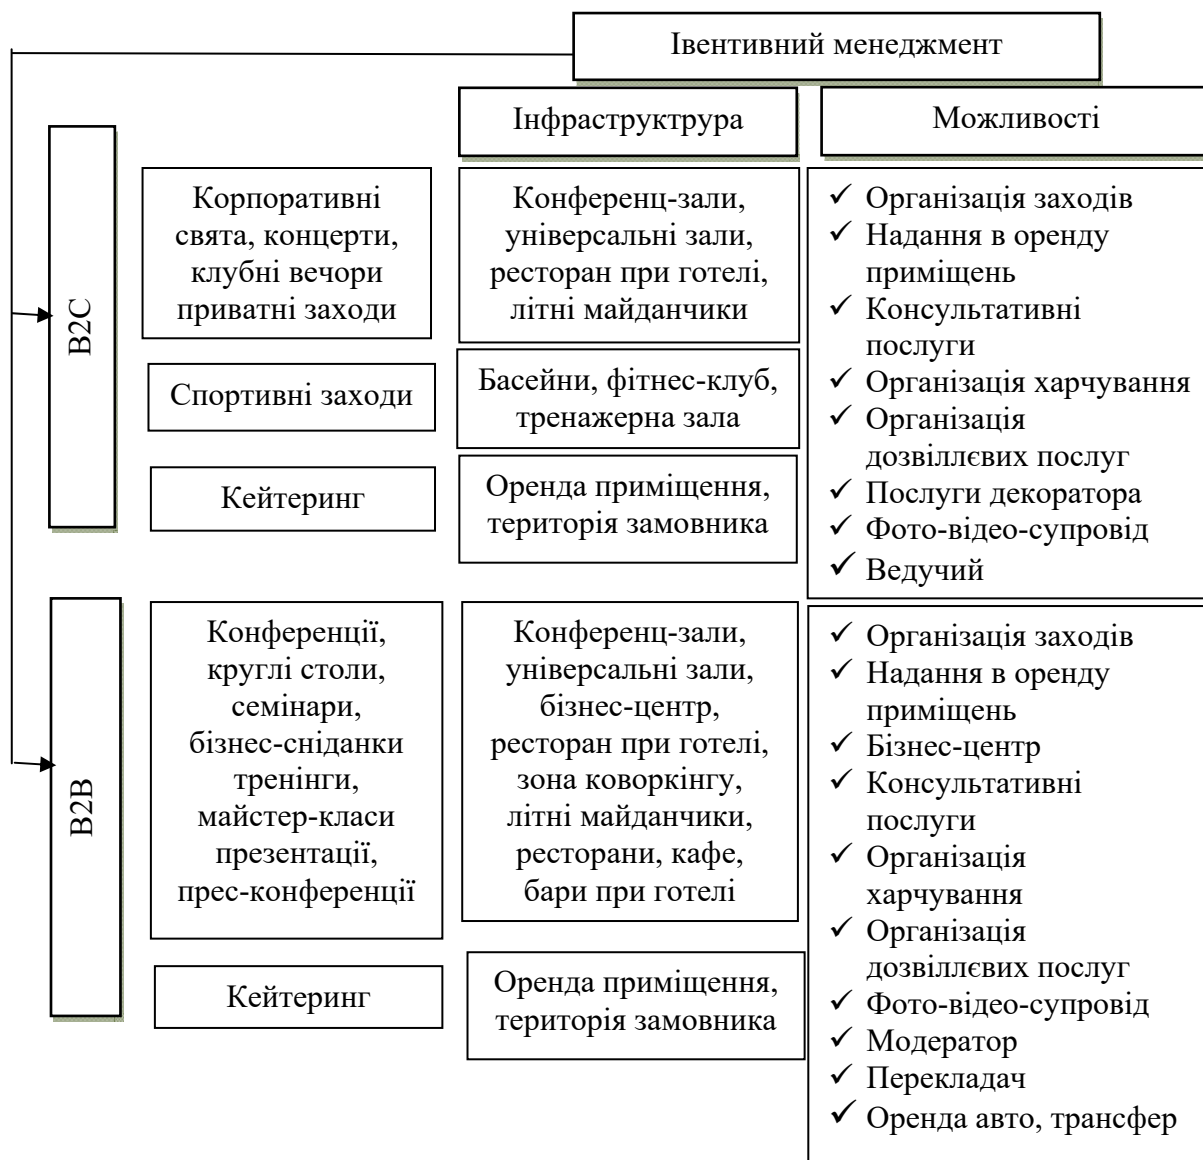 Івентивний менеджмент
Інфраструктрура
Можливості
B2C
Корпоративні
свята, концерти,
клубні вечори
приватні заходи
Конференц-зали,
універсальні зали,
ресторан при готелі,
літні майданчики
Спортивні заходи
Басейни, фітнес-клуб,
тренажерна зала
Кейтеринг
Оренда приміщення,
територія замовника
✓ Організація заходів
✓ Надання в оренду
приміщень
✓ Консультативні
послуги
✓ Організація харчування
✓ Організація
дозвіллєвих послуг
✓ Послуги декоратора
✓ Фото-відео-супровід
✓ Ведучий
B2B
Конференції,
круглі столи,
семінари,
бізнес-сніданки
тренінги,
майстер-класи
презентації,
прес-конференції
Конференц-зали,
універсальні зали,
бізнес-центр,
ресторан при готелі,
зона коворкінгу,
літні майданчики,
ресторани, кафе,
бари при готелі
Кейтеринг
Оренда приміщення,
територія замовника
✓ Організація заходів
✓ Надання в оренду
приміщень
✓ Бізнес-центр
✓ Консультативні
послуги
✓ Організація
харчування
✓ Організація
дозвіллєвих послуг
✓ Фото-відео-супровід
✓ Модератор
✓ Перекладач
✓ Оренда авто, трансфер